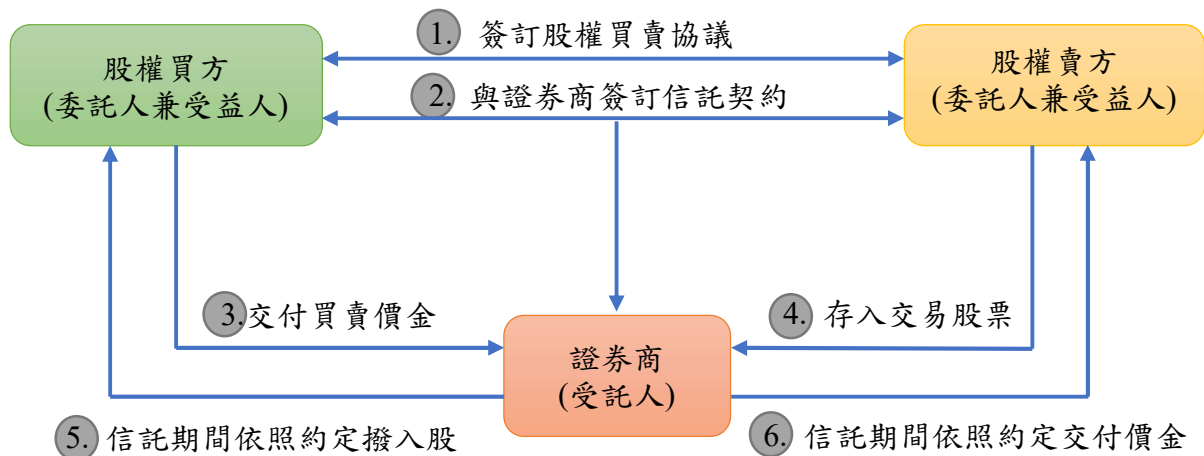 1. 簽訂股權買賣協議
股權買方
(委託人兼受益人)
股權賣方
(委託人兼受益人)
2. 與證券商簽訂信託契約
3.交付買賣價金
4. 存入交易股票
證券商
(受託人)
5. 信託期間依照約定撥入股
6. 信託期間依照約定交付價金